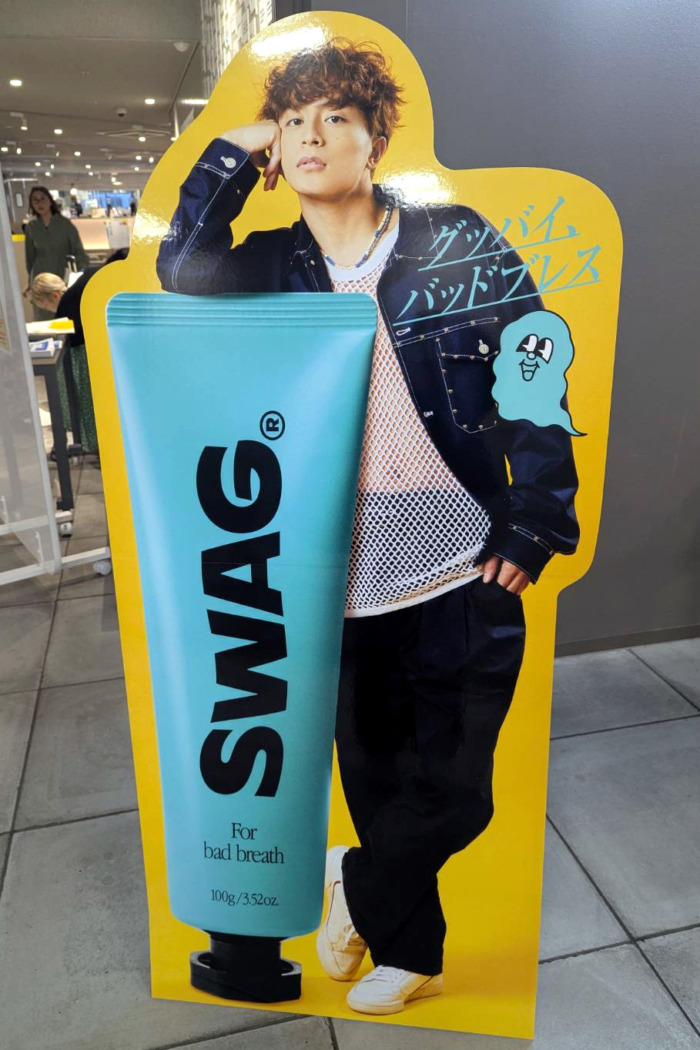 グッバイ、
バッドブレス
SWAG®
For
bad breath
100g/3.52oz.